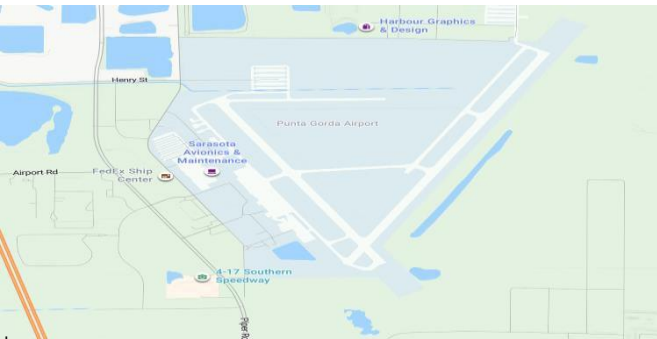 Harbour Graphics
& Design
Henry St
Punta Gorda Airport
Sarasota
Avionics &
Maintenance
Airport Rd
FedEx Ship
Center
4-17 Southern
Speedway